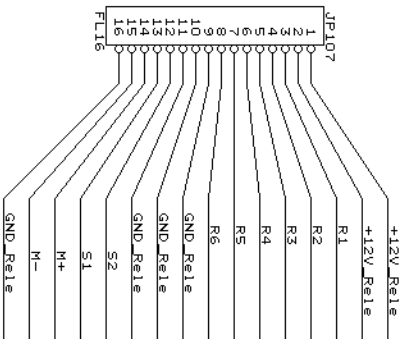 FL16
16
15
14
13
12
11
10
9
8
7
6
5
4
3
2
1
JP107
GND_Rele
M-
M+
S1
S2
GND_Rele
GND_Rele
GND_Rele
R6
R5
R4
R3
R2
R1
+12V_Rele
+12V_Rele